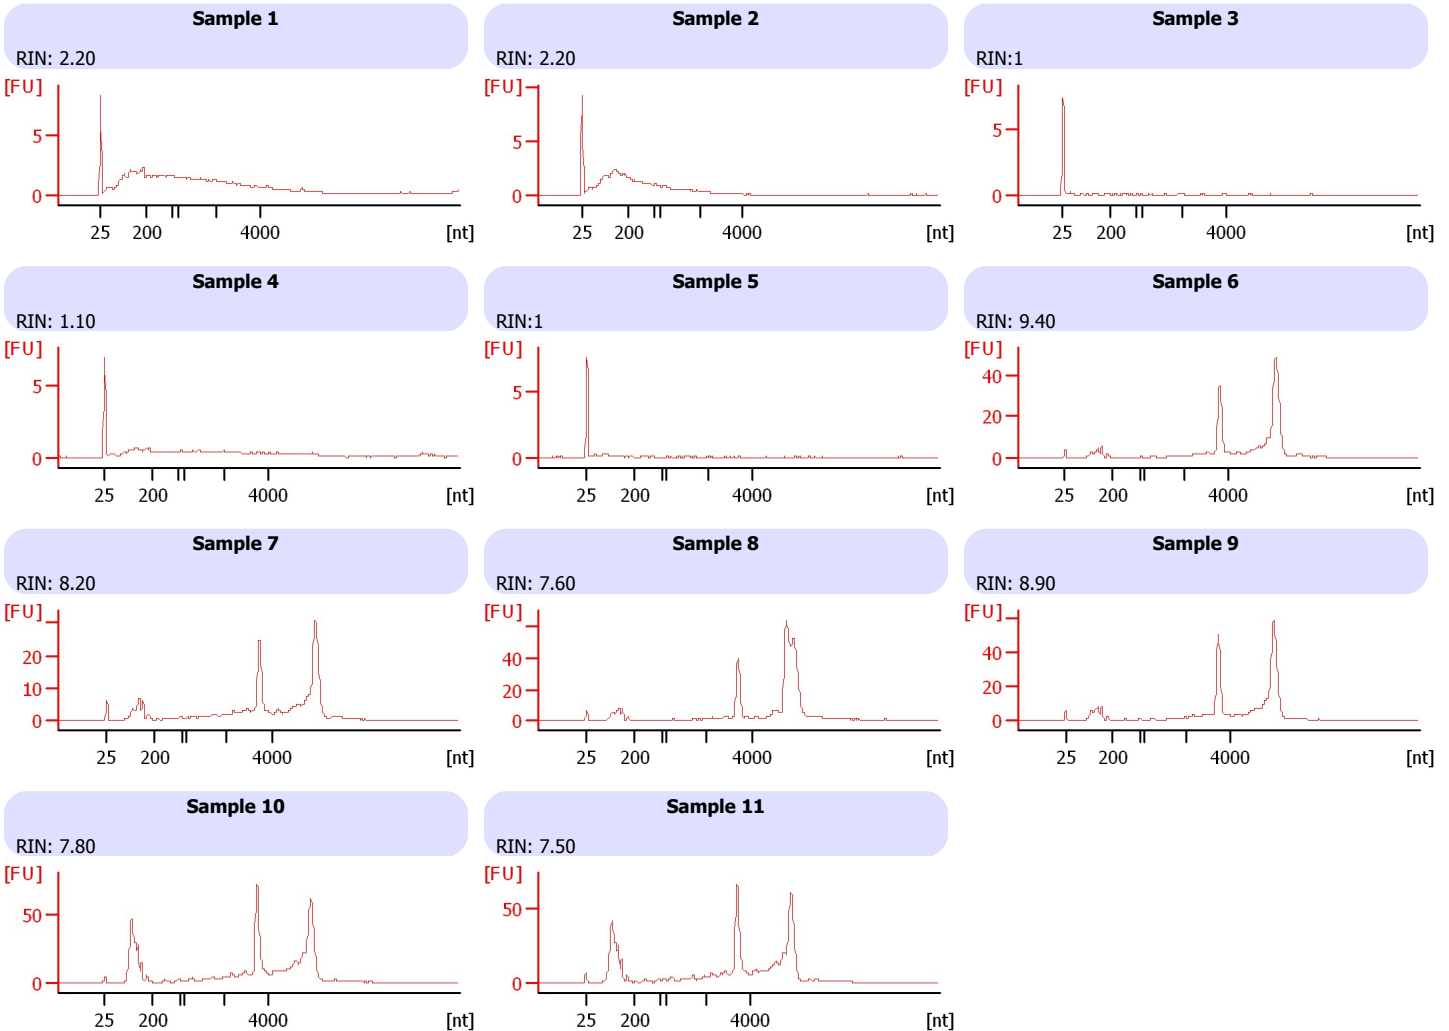 Sample 1
RIN: 2.20
[FU]
5
0
25 200 4000 [nt]
Sample 2
RIN: 2.20
[FU]
5
0
25 200 4000 [nt]
Sample 3
RIN:1
[FU]
5
0
25 200 4000 [nt]
Sample 4
RIN: 1.10
[FU]
5
0
25 200 4000 [nt]
Sample 5
RIN:1
[FU]
5
0
25 200 4000 [nt]
Sample 6
RIN: 9.40
[FU]
40
20
0
25 200 4000 [nt]
Sample 7
RIN: 8.20
[FU]
20
10
0
25 200 4000 [nt]
Sample 8
RIN: 7.60
[FU]
40
20
0
25 200 4000 [nt]
Sample 9
RIN: 8.90
[FU]
40
20
0
25 200 4000 [nt]
Sample 10
RIN: 7.80
[FU]
50
0
25 200 4000 [nt]
Sample 11
RIN: 7.50
[FU]
50
0
25 200 4000 [nt]